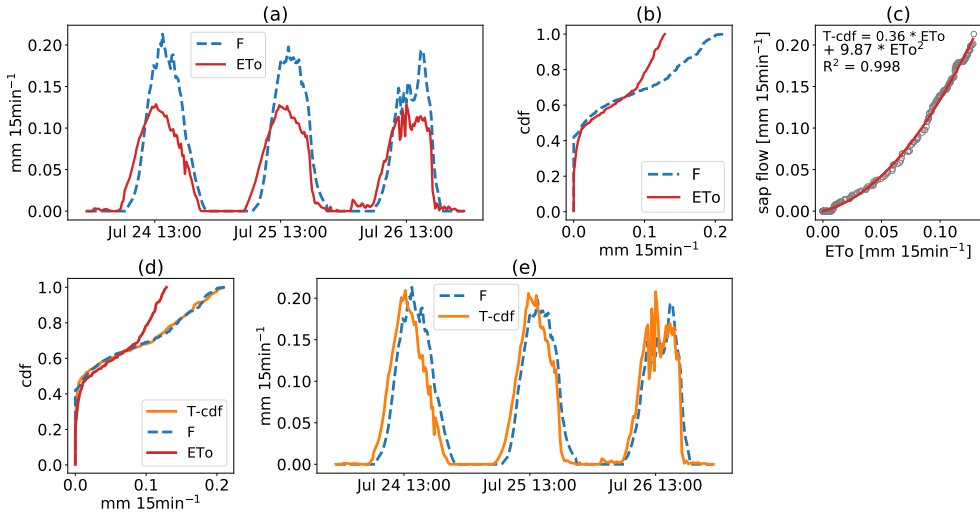 (a)
mm 15min⁻¹
0.20
0.15
0.10
0.05
0.00
F
ETo
Jul 24 13:00
Jul 25 13:00
Jul 26 13:00
(b)
cdf
1.0
0.8
0.6
0.4
0.2
0.0
F
ETo
0.0
0.1
0.2
mm 15min⁻¹
(c)
sap flow [mm 15min⁻¹]
0.20
0.15
0.10
0.05
0.00
T-cdf = 0.36 * ETo
+ 9.87 * ETo²
R² = 0.998
0.00
0.05
0.10
ETo [mm 15min⁻¹]
(d)
cdf
1.0
0.8
0.6
0.4
0.2
0.0
T-cdf
F
ETo
0.0
0.1
0.2
mm 15min⁻¹
(e)
mm 15min⁻¹
0.20
0.15
0.10
0.05
0.00
F
T-cdf
Jul 24 13:00
Jul 25 13:00
Jul 26 13:00